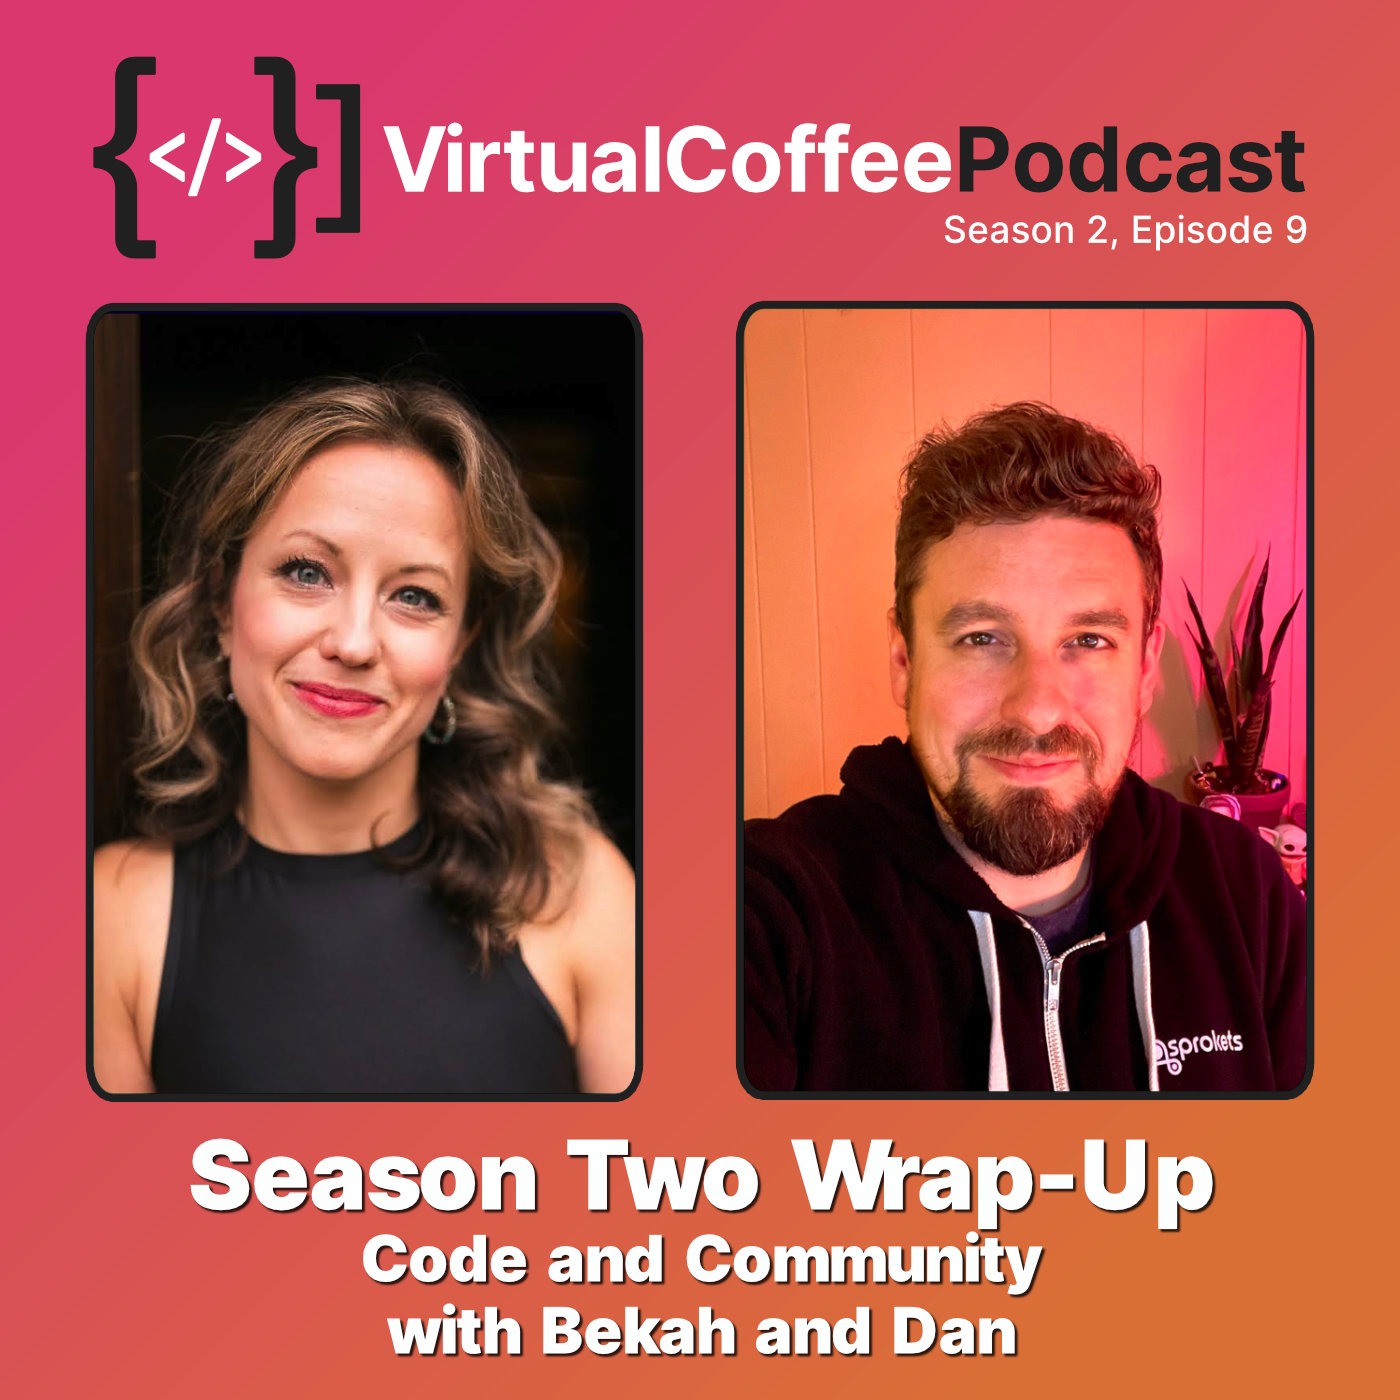 {</>}] VirtualCoffeePodcast
Season 2, Episode 9
sprokets
Season Two Wrap-Up
Code and Community
with Bekah and Dan